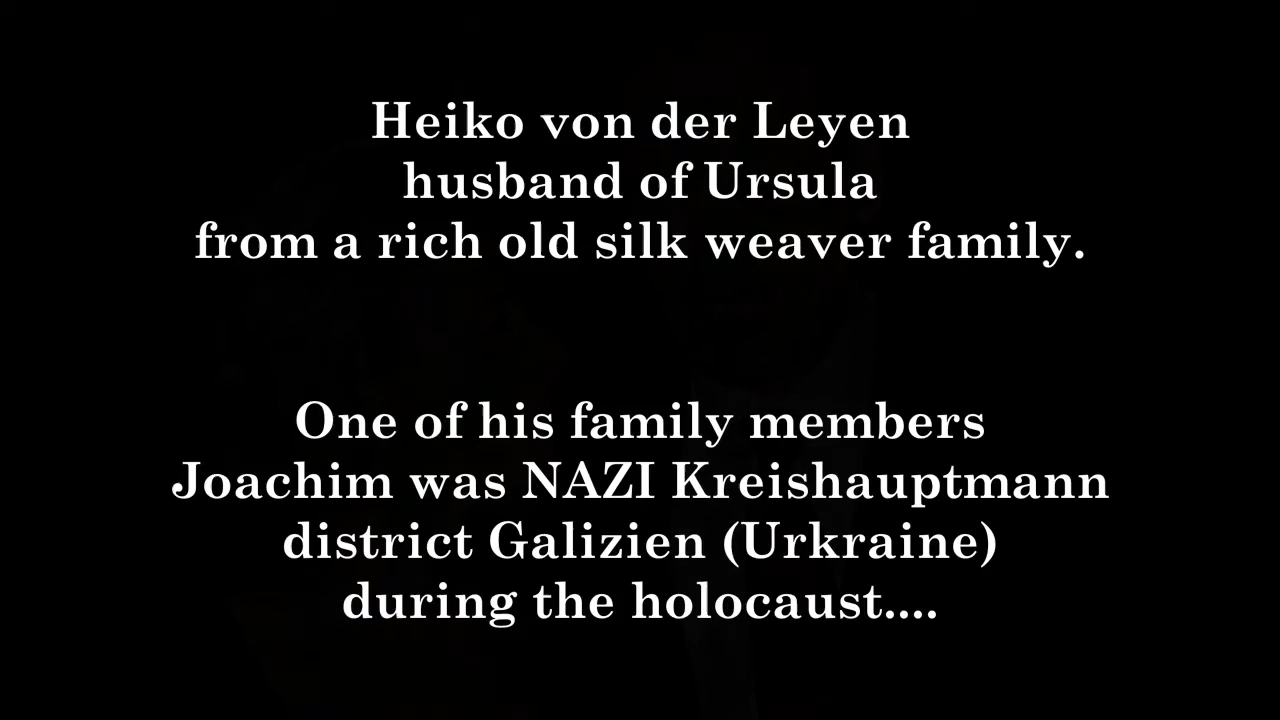 Heiko von der Leyen
husband of Ursula
from a rich old silk weaver family.
One of his family members
Joachim was NAZI Kreishauptmann
district Galizien (Urkraine)
during the holocaust....